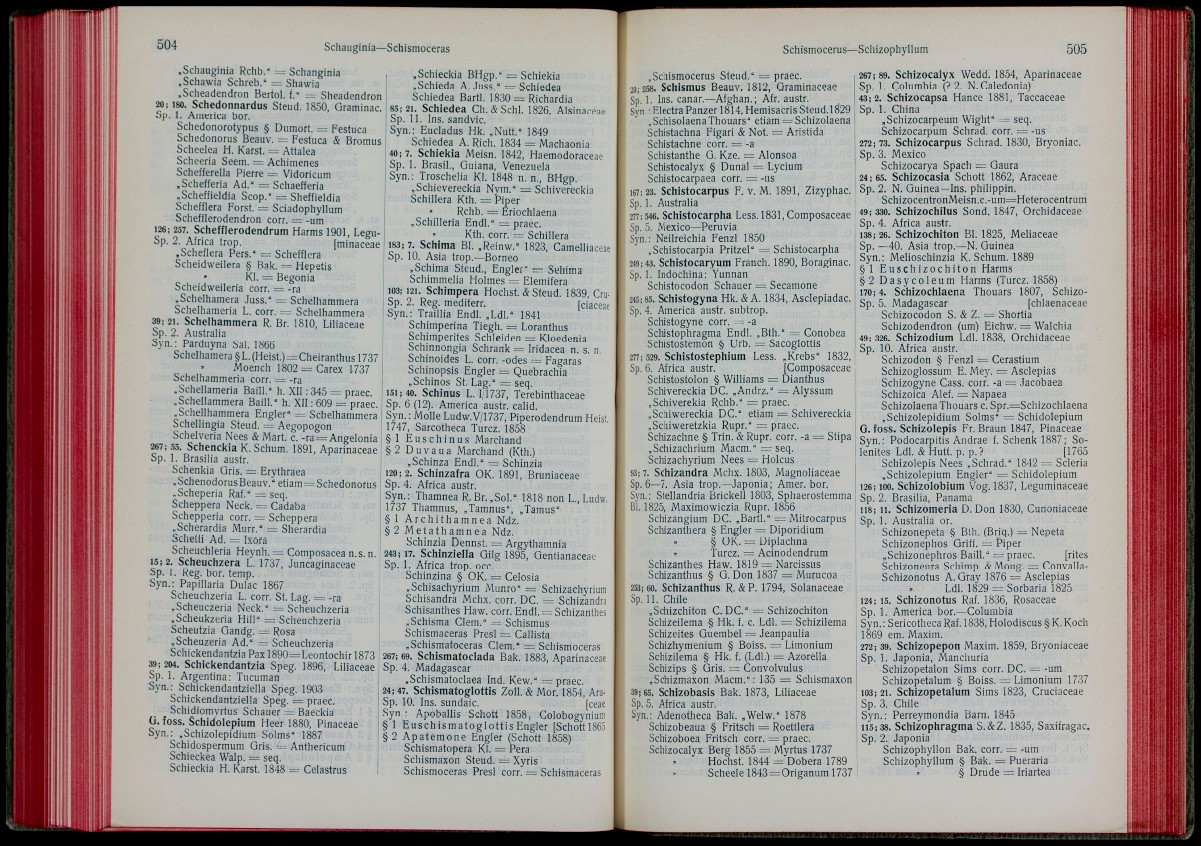 504
Schauginia—Schismoceras
„Schauginia Rchb.“ = Schanginia
„Schawia Schreb.“ = Shawia
„Scheadendron Bertol. f.“ = Sheadendron
20; 180. Schedonnardus Steud. 1850, Graminac.
Sp. 1. America bor.
Schedonorotypus § Dumort. = Festuca
Schedonorus Beauv. = Festuca & Bromus
Scheelea H. Karst. = Attalea
Scheeria Seem. = Achimenes
Schefferella Pierre = Vidoricum
„Schefferia Ad.“ = Schaefferia
„Scheffieldia Scop.“ = Sheffieldia
Schefflera Forst. = Sciadophyllum
Schefflerodendron corr. = -um
126; 257. Schefflerodendrum Harms 1901, Legu-
Sp. 2. Africa trop. [minaceae
„Scheflera Pers.“ = Schefflera
Scheidweilera § Bak. = Hepetis
„ Kl. = Begonia
Scheidweileria corr. = -ra
„Schelhamera Juss.“ = Schelhammera
Schelhameria L. corr. = Schelhammera
39; 21. Schelhammera R. Br. 1810, Liliaceae
Sp. 2. Australia
Syn.: Parduyna Sal. 1866
Schelhamera § L. (Heist.) = Cheiranthus 1737
„ Moench 1802 = Carex 1737
Schelhammeria corr. = -ra
„Schellameria Baill.“ h. XII: 345 = praec.
„Schellammera Baill.“ h. XII: 609 = praec.
„Schellhammera Engler“ = Schelhammera
Schellingia Steud. = Aegopogon
Schelveria Nees & Mart. c. -ra = Angelonia
267; 55. Schenckia K. Schum. 1891, Aparinaceae
Sp. 1. Brasilia austr.
Schenkia Gris. = Erythraea
„Schenodorus Beauv.“ etiam = Schedonorus
„Scheperia Raf.“ = seq.
Scheppera Neck. = Cadaba
Schepperia corr. = Scheppera
„Scherardia Murr.“ = Sherardia
Schetti Ad. = Ixora
Scheuchleria Heynh. = Composacea n. s. n.
15; 2. Scheuchzera L. 1737, Juncaginaceae
Sp. 1. Reg. bor. temp.
Syn.: Papillaria Dulac 1867
Scheuchzeria L. corr. St. Lag. = -ra
„Scheuczeria Neck.“ = Scheuchzeria
„Scheukzeria Hill“ = Scheuchzeria
Scheutzia Gandg. = Rosa
„Scheuzeria Ad.“ = Scheuchzeria
Schickendantzia Pax 1890 = Leontochir 1873
39; 204. Schickendantzia Speg. 1896, Liliaceae
Sp. 1. Argentina: Tucuman
Syn.: Schickendantziella Speg. 1903
Schickendantziella Speg. = praec.
Schidiomyrtus Schauer = Baeckia
G. foss. Schidolepium Heer 1880, Pinaceae
Syn.: „Schizolepidium Solms“ 1887
Schidospermum Gris. = Anthericum
Schieckea Walp. = seq.
Schieckia H. Karst. 1848 = Celastrus
„Schieckia BHgp.“ = Schiekia
„Schieda A. Juss.“ = Schiedea
Schiedea Bartl. 1830 = Richardia
85; 21. Schiedea Ch. & Schl. 1826, Alsinaceae
Sp. 11. Ins. sandvic.
Syn.: Eucladus Hk. „Nutt.“ 1849
Schiedea A. Rich. 1834 = Machaonia
40; 7. Schiekia Meisn. 1842, Haemodoraceae
Sp. 1. Brasil., Guiana, Venezuela
Syn.: Troschelia Kl. 1848 n. n., BHgp.
„Schievereckia Nym.“ = Schivereckia
Schillera Kth. = Piper
„ Rchb. = Eriochlaena
„Schilleria Endl.“ = praec.
„ Kth. corr. = Schillera
183; 7. Schima Bl. „Reinw.“ 1823, Camelliaceae
Sp. 10. Asia trop.—Borneo
„Schima Steud., Engler“ = Sehima
Schimmelia Holmes = Elemifera
103; 121. Schimpera Hochst. & Steud. 1839, Cru-
Sp. 2. Reg. mediterr. [ciaceae
Syn.: Traillia Endl. „Ldl.“ 1841
Schimperina Tiegh. = Loranthus
Schimperites Schleiden = Kloedenia
Schinnongia Schrank = Iridacea n. s. n.
Schinoides L. corr. -odes = Fagaras
Schinopsis Engler = Quebrachia
„Schinos St. Lag.“ = seq.
151; 40. Schinus L. I/1737, Terebinthaceae
Sp. 6 (12). America austr. calid.
Syn.: Molle Ludw. V/1737, Piperodendrum Heist.
1747, Sarcotheca Turcz. 1858
§ 1 Euschinus Marchand
§ 2 Duvaua Marchand (Kth.)
„Schinza Endl.“ = Schinzia
120; 2. Schinzafra OK. 1891, Bruniaceae
Sp. 4. Africa austr.
Syn.: Thamnea R. Br. „Sol.“ 1818 non L., Ludw.
1737 Thamnus, „Tamnus“, „Tamus“
§ 1 Archithamnea Ndz.
§ 2 Metathamnea Ndz.
Schinzia Dennst. = Argythamnia
243; 17. Schinziella Gilg 1895, Gentianaceae
Sp. 1. Africa trop. occ.
Schinzina § OK. = Celosia
„Schisachyrium Munro“ = Schizachyrium
Schisandra Mchx. corr. DC. = Schizandra
Schisanthes Haw. corr. Endl. = Schizanthes
„Schisma Clem.“ = Schismus
Schismaceras Presl = Callista
„Schismatoceras Clem.“ = Schismoceras
267; 69. Schismatoclada Bak. 1883, Aparinaceae
Sp. 4. Madagascar
„Schismatoclaea Ind. Kew.“ = praec.
24; 47. Schismatoglottis Zoll. & Mor. 1854, Ara-
Sp. 10. Ins. sundaic. [ceae
Syn.: Apoballis Schott 1858, Colobogynium
§ 1 Euschismatoglottis Engler [Schott 1865
§ 2 Apatemone Engler (Schott 1858)
Schismatopera Kl. = Pera
Schismaxon Steud. = Xyris
Schismoceras Presl corr. = Schismaceras
Schismocerus—Schizophyllum
505
„Schismocerus Steud.“ = praec.
20; 258. Schismus Beauv. 1812, Graminaceae
Sp. 1. Ins. canar.—Afghan.; Afr. austr.
Syn.: Electra Panzer 1814, Hemisacris Steud. 1829
„Schisolaena Thouars“ etiam = Schizolaena
Schistachna Figari & Not. = Aristida
Schistachne corr. = -a
Schistanthe G. Kze. = Alonsoa
Schistocalyx § Dunal = Lycium
Schistocarpaea corr. = -us
167; 23. Schistocarpus F. v. M. 1891, Zizyphac.
Sp. 1. Australia
277; 546. Schistocarpha Less. 1831, Compositaceae
Sp. 5. Mexico—Peruvia
Syn.: Neilreichia Fenzl 1850
„Schistocarpia Pritzel“ = Schistocarpha
249; 43. Schistocaryum Franch. 1890, Boraginac.
Sp. 1. Indochina: Yunnan
Schistocodon Schauer = Secamone
245; 85. Schistogyna Hk. & A. 1834, Asclepiadac.
Sp. 4. America austr. subtrop.
Schistogyne corr. = -a
Schistophragma Endl. „Bth.“ = Conobea
Schistostemon § Urb. = Sacoglottis
277; 529. Schistostephium Less. „Krebs“ 1832,
Sp. 6. Africa austr. [Composaceae
Schistostolon § Williams = Dianthus
Schivereckia DC. „Andrz.“ = Alyssum
„Schiverekia Rchb.“ = praec.
„Schiwereckia DC.“ etiam = Schivereckia
„Schiweretzkia Rupr.“ = praec.
Schizachne § Trin. & Rupr. corr. -a = Stipa
„Schizachrium Macm.“ = seq.
Schizachyrium Nees = Holcus
93; 7. Schizandra Mchx. 1803, Magnoliaceae
Sp. 6—7. Asia trop.—Japonia; Amer. bor.
Syn.: Stellandria Brickell 1803, Sphaerostemma
Bl. 1825, Maximowiczia Rupr. 1856
Schizangium DC. „Bartl.“ = Mitrocarpus
Schizanthera § Engler = Diporidium
„ § OK. = Diplachna
„ Turcz. = Acinodendrum
Schizanthes Haw. 1819 = Narcissus
Schizanthus § G. Don 1837 = Murucoa
253; 60. Schizanthus R. & P. 1794, Solanaceae
Sp. 11. Chile
„Schizchiton C. DC.“ = Schizochiton
Schizeilema § Hk. f. c. Ldl. = Schizilema
Schizeites Guembel = Jeanpaulia
Schizhymenium § Boiss. = Limonium
Schizilema § Hk. f. (Ldl.) = Azorella
Schizips § Gris. = Convolvulus
„Schizmaxon Macm.“: 135 = Schismaxon
39; 65. Schizobasis Bak. 1873, Liliaceae
Sp. 5. Africa austr.
Syn.: Adenotheca Bak. „Welw.“ 1878
Schizobeaua § Fritsch = Roettlera
Schizoboea Fritsch corr. = praec.
Schizocalyx Berg 1855 = Myrtus 1737
„ Hochst. 1844 = Dobera 1789
„ Scheele 1843 = Origanum 1737
267; 89. Schizocalyx Wedd. 1854, Aparinaceae
Sp. 1. Columbia (? 2. N. Caledonia)
43; 2. Schizocapsa Hance 1881, Taccaceae
Sp. 1. China
„Schizocarpeum Wight“ = seq.
Schizocarpum Schrad. corr. = -us
272; 73. Schizocarpus Schrad. 1830, Bryoniac.
Sp. 3. Mexico
Schizocarya Spach = Gaura
24; 65. Schizocasia Schott 1862, Araceae
Sp. 2. N. Guinea—Ins. philippin.
Schizocentron Meisn. c. -um = Heterocentrum
49; 330. Schizochilus Sond. 1847, Orchidaceae
Sp. 4. Africa austr.
138; 26. Schizochiton Bl. 1825, Meliaceae
Sp. —40. Asia trop.—N. Guinea
Syn.: Melioschinzia K. Schum. 1889
§ 1 Euschizochiton Harms
§ 2 Dasycoleum Harms (Turcz. 1858)
170; 4. Schizochlaena Thouars 1807, Schizo-
Sp. 5. Madagascar [chlaenaceae
Schizocodon S. & Z. = Shortia
Schizodendron (um) Eichw. = Walchia
49; 326. Schizodium Ldl. 1838, Orchidaceae
Sp. 10. Africa austr.
Schizodon § Fenzl = Cerastium
Schizoglossum E. Mey. = Asclepias
Schizogyne Cass. corr. -a = Jacobaea
Schizoica Alef. = Napaea
Schizolaena Thouars c. Spr. = Schizochlaena
„Schizolepidium Solms“ = Schidolepium
G. foss. Schizolepis Fr. Braun 1847, Pinaceae
Syn.: Podocarpitis Andrae f. Schenk 1887; So-
lenites Ldl. & Hutt. p. p.? [1765
Schizolepis Nees „Schrad.“ 1842 = Scleria
„Schizolepium Engler“ = Schidolepium
126; 100. Schizolobium Vog. 1837, Leguminaceae
Sp. 2. Brasilia, Panama
118; 11. Schizomeria D. Don 1830, Cunoniaceae
Sp. 1. Australia or.
Schizonepeta § Bth. (Briq.) = Nepeta
Schizonephos Griff. = Piper
„Schizonephros Baill.“ = praec. [rites
Schizoneura Schimp. & Moug. = Convalla-
Schizonotus A. Gray 1876 = Asclepias
„ Ldl. 1829 = Sorbaria 1825
124; 15. Schizonotus Raf. 1836, Rosaceae
Sp. 1. America bor.—Columbia
Syn.: Sericotheca Raf. 1838, Holodiscus § K. Koch
1869 em. Maxim.
272; 39. Schizopepon Maxim. 1859, Bryoniaceae
Sp. 1. Japonia, Manchuria
Schizopetalon Sims corr. DC. = -um
Schizopetalum § Boiss. = Limonium 1737
103; 21. Schizopetalum Sims 1823, Cruciaceae
Sp. 3. Chile
Syn.: Perreymondia Barn. 1845
115; 38. Schizophragma S. & Z. 1835, Saxifragac.
Sp. 2. Japonia
Schizophyllon Bak. corr. = -um
Schizophyllum § Bak. = Pueraria
„ § Drude = Iriartea